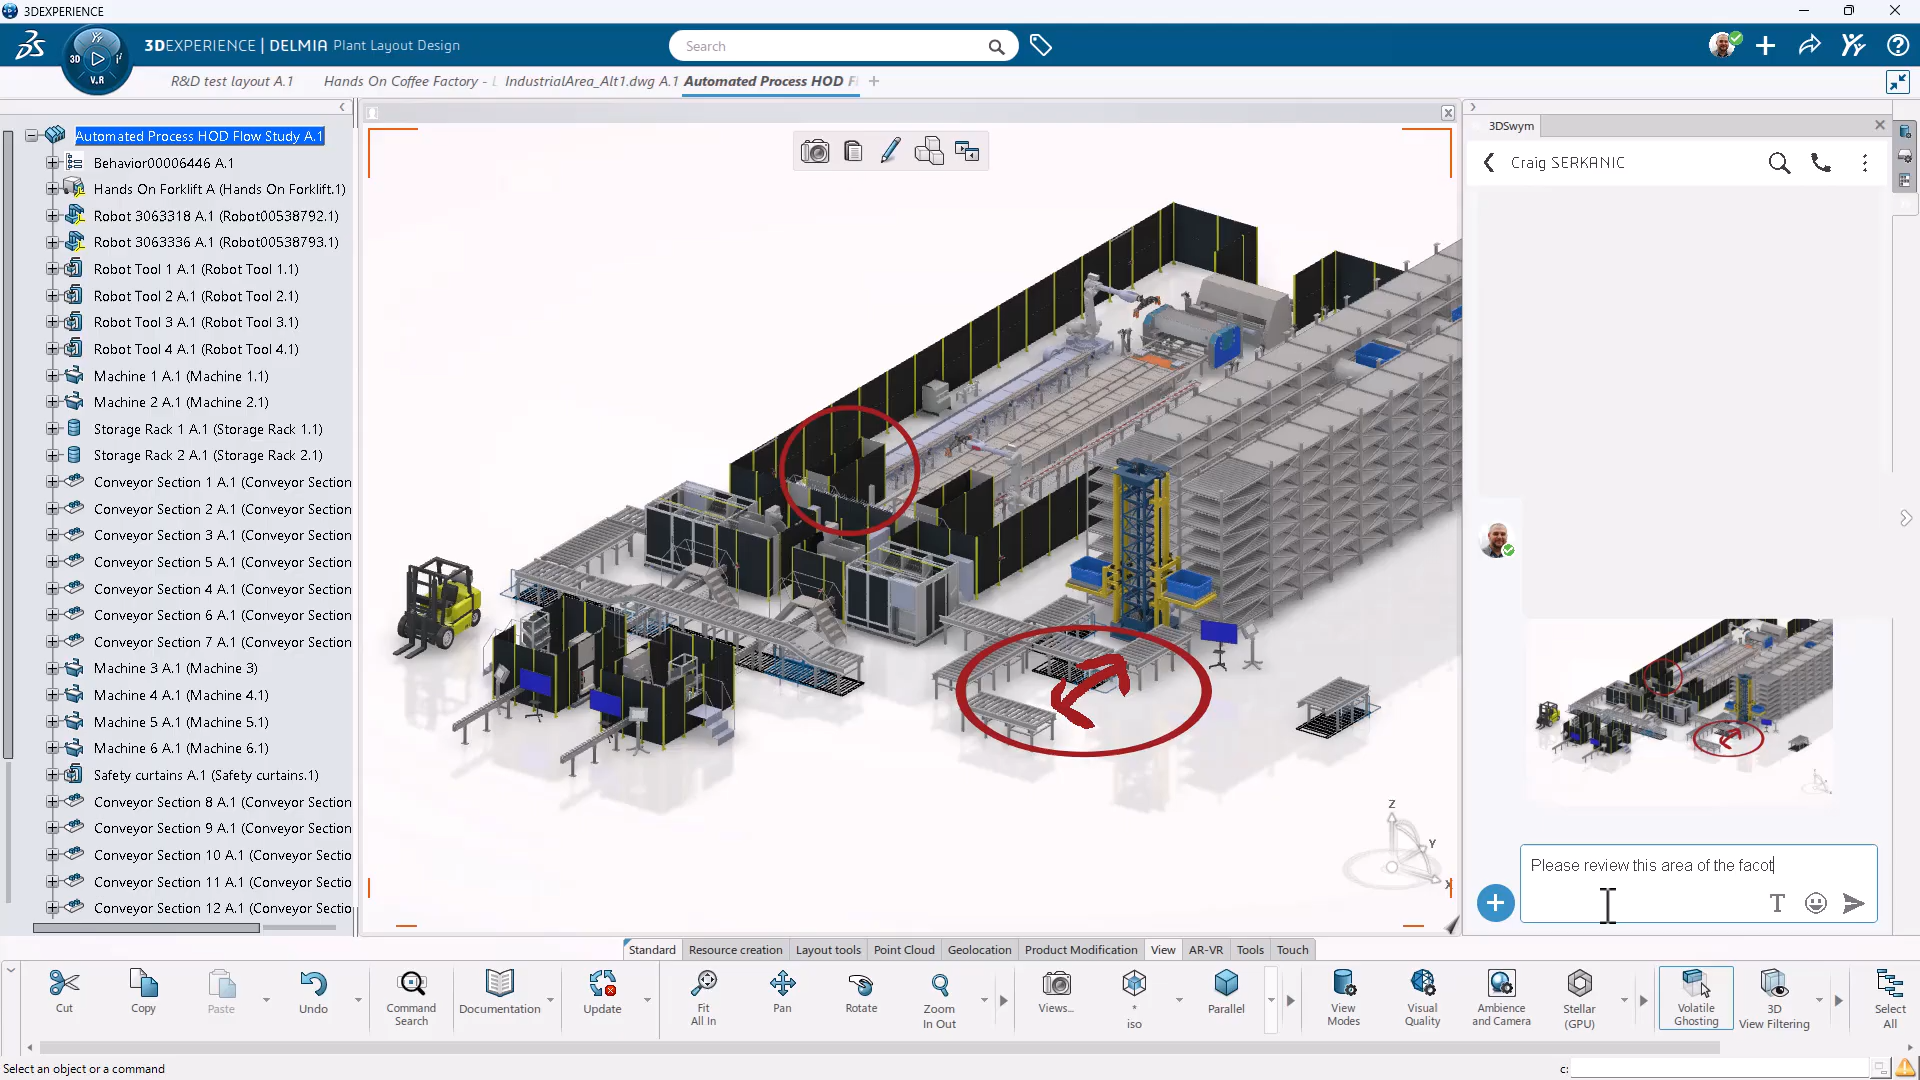 3DEXPERIENCE
3DEXPERIENCE | DELMIA Plant Layout Design
3D
V.R
Search
R&D test layout A.1
Hands On Coffee Factory - L
IndustrialArea_Alt1.dwg A.1
Automated Process HOD F
Automated Process HOD Flow Study A.1
Behavior00006446 A.1
Hands On Forklift A (Hands On Forklift.1)
Robot 3063318 A.1 (Robot00538792.1)
Robot 3063336 A.1 (Robot00538793.1)
Robot Tool 1 A.1 (Robot Tool 1.1)
Robot Tool 2 A.1 (Robot Tool 2.1)
Robot Tool 3 A.1 (Robot Tool 3.1)
Robot Tool 4 A.1 (Robot Tool 4.1)
Machine 1 A.1 (Machine 1.1)
Machine 2 A.1 (Machine 2.1)
Storage Rack 1 A.1 (Storage Rack 1.1)
Storage Rack 2 A.1 (Storage Rack 2.1)
Conveyor Section 1 A.1 (Conveyor Section
Conveyor Section 2 A.1 (Conveyor Section
Conveyor Section 3 A.1 (Conveyor Section
Conveyor Section 5 A.1 (Conveyor Section
Conveyor Section 4 A.1 (Conveyor Section
Conveyor Section 6 A.1 (Conveyor Section
Conveyor Section 7 A.1 (Conveyor Section
Machine 3 A.1 (Machine 3)
Machine 4 A.1 (Machine 4.1)
Machine 5 A.1 (Machine 5.1)
Machine 6 A.1 (Machine 6.1)
Safety curtains A.1 (Safety curtains.1)
Conveyor Section 8 A.1 (Conveyor Section
Conveyor Section 9 A.1 (Conveyor Section
Conveyor Section 10 A.1 (Conveyor Sectio
Conveyor Section 11 A.1 (Conveyor Sectio
Conveyor Section 12 A.1 (Conveyor Sectio
Z
Y
X
3DSwym
Craig SERKANIC
Please review this area of the facot
Standard
Resource creation
Layout tools
Point Cloud
Geolocation
Product Modification
View
AR-VR
Tools
Touch
Cut
Copy
Paste
Undo
Command
Search
Documentation
Update
Fit
All In
Pan
Rotate
Zoom
In Out
Views...
*
iso
Parallel
View
Modes
Visual
Quality
Ambience
and Camera
Stellar
(GPU)
Volatile
Ghosting
3D
View Filtering
Select
All
Select an object or a command
c: